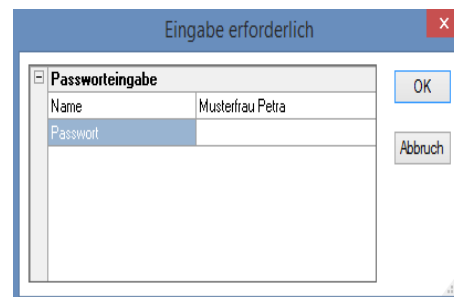 Eingabe erforderlich
x
Passworteingabe
OK
Name Musterfrau Petra
Passwort
Abbruch